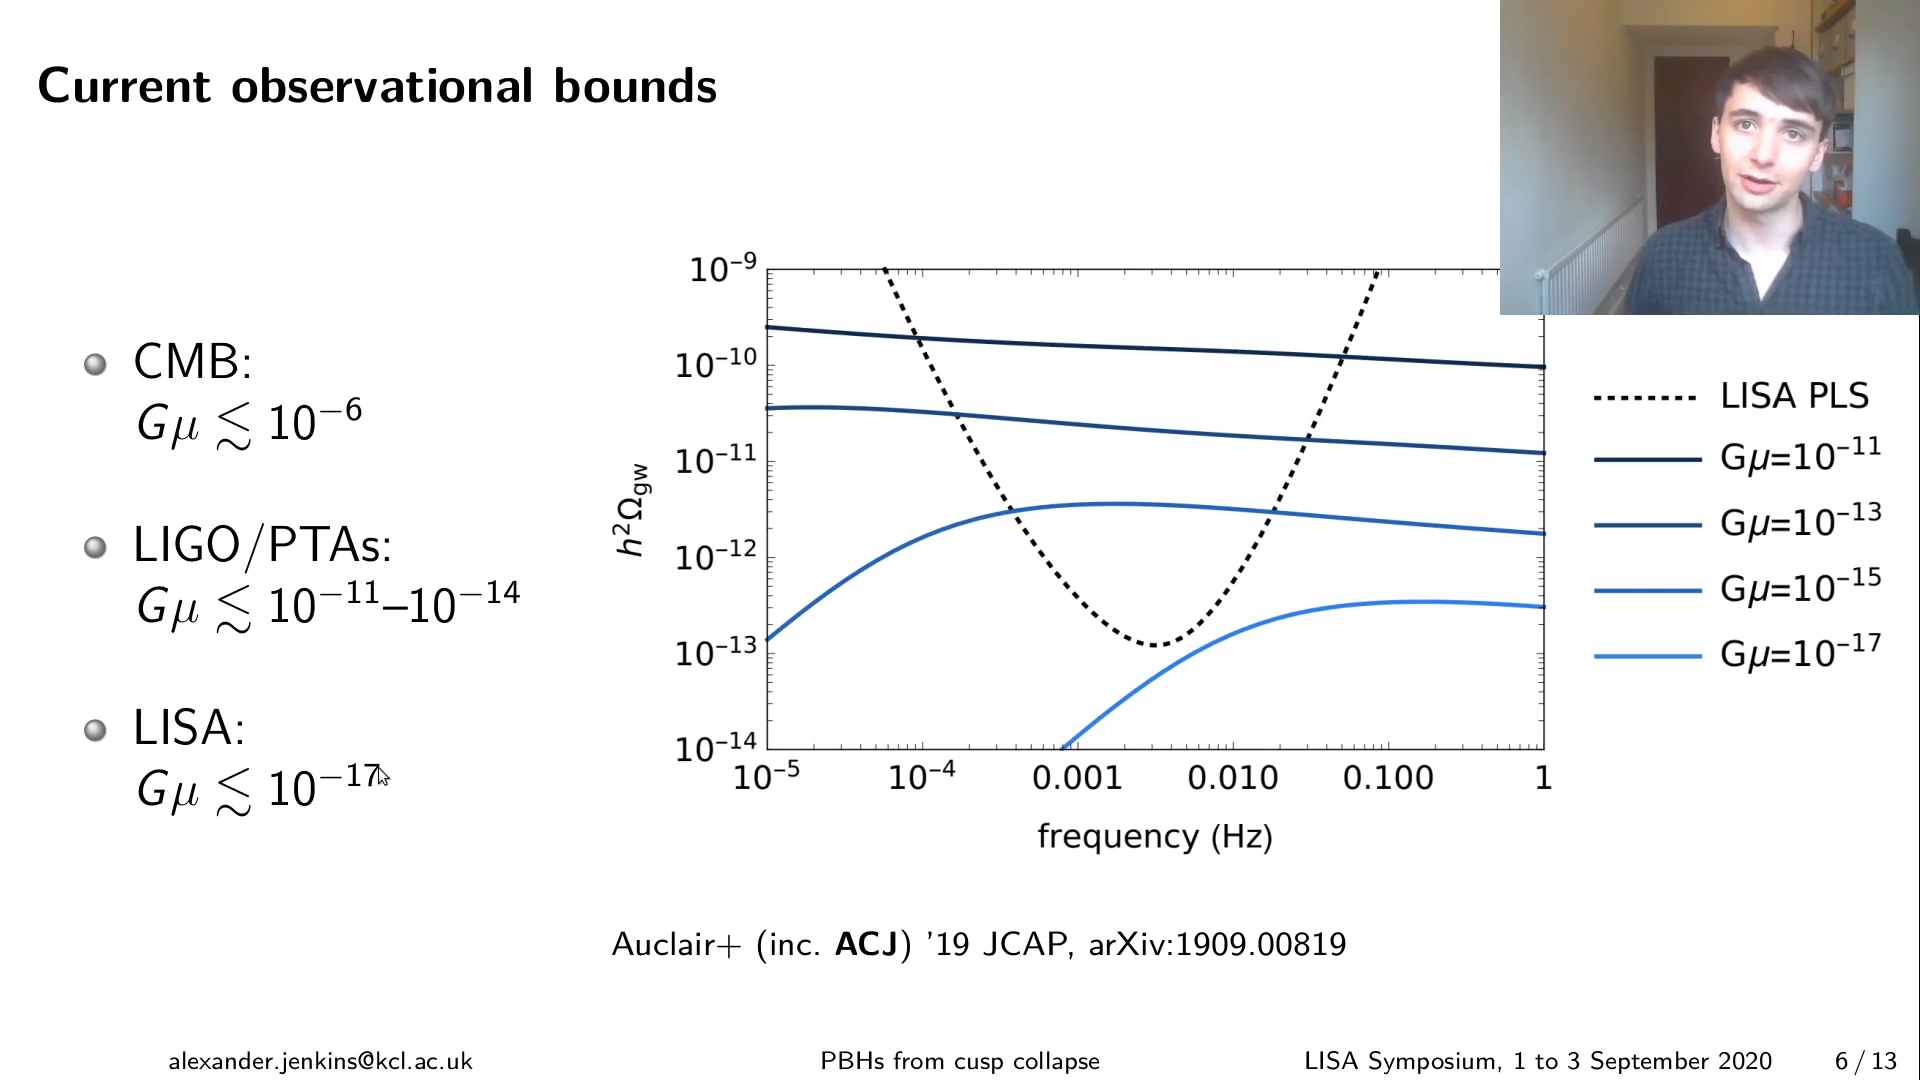 Current observational bounds
CMB:
Gμ ≲ 10⁻⁶
LIGO/PTAs:
Gμ ≲ 10⁻¹¹–10⁻¹⁴
LISA:
Gμ ≲ 10⁻¹⁷
10⁻⁹
10⁻¹⁰
10⁻¹¹
10⁻¹²
10⁻¹³
10⁻¹⁴
h²Ω_gw
10⁻⁵ 10⁻⁴ 0.001 0.010 0.100 1
frequency (Hz)
LISA PLS
Gμ=10⁻¹¹
Gμ=10⁻¹³
Gμ=10⁻¹⁵
Gμ=10⁻¹⁷
Auclair+ (inc. ACJ) ’19 JCAP, arXiv:1909.00819
alexander.jenkins@kcl.ac.uk PBHs from cusp collapse LISA Symposium, 1 to 3 September 2020 6 / 13